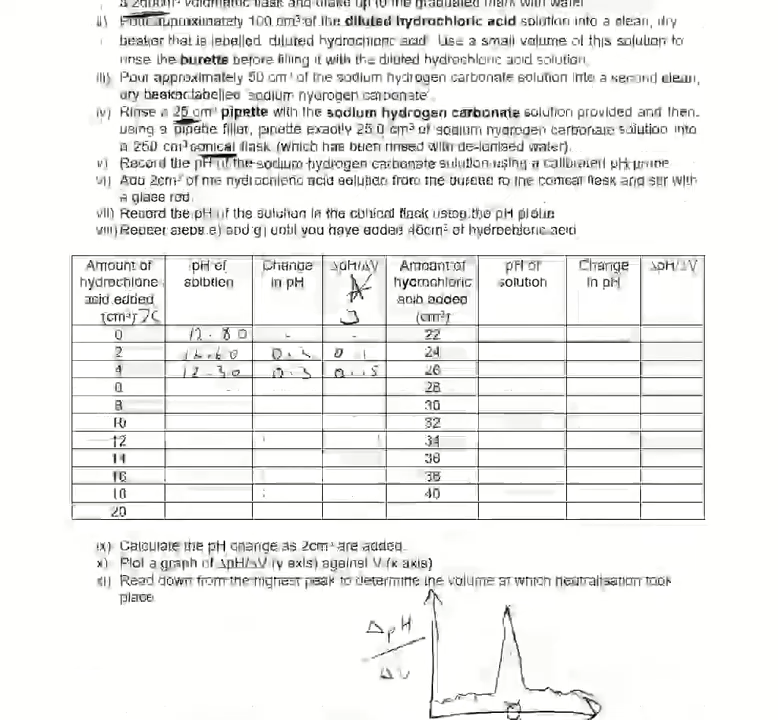 a 250cm³ volumetric flask and make up to the graduated mark with water
ii) Pour approximately 100 cm³ of the diluted hydrochloric acid solution into a clean, dry
beaker that is labelled diluted hydrochloric acid. Use a small volume of this solution to
rinse the burette before filling it with the diluted hydrochloric acid solution.
iii) Pour approximately 50 cm³ of the sodium hydrogen carbonate solution into a second clean,
dry beaker labelled 'sodium hydrogen carbonate'.
iv) Rinse a 25 cm³ pipette with the sodium hydrogen carbonate solution provided and then,
using a pipette filler, pipette exactly 25.0 cm³ of sodium hydrogen carbonate solution into
a 250 cm³ conical flask (which has been rinsed with de-ionised water).
v) Record the pH of the sodium hydrogen carbonate solution using a calibrated pH probe
vi) Add 2cm³ of the hydrochloric acid solution from the burette to the conical flask and stir with
a glass rod.
vii) Record the pH of the solution in the conical flask using the pH probe
viii) Repeat steps e) and g) until you have added 40cm³ of hydrochloric acid
Amount of hydrochloric acid added (cm³) pH of solution Change in pH ΔpH/ΔV Amount of hydrochloric acid added (cm³) pH of solution Change in pH ΔpH/ΔV
0 12.80 - - 22
2 0.2 0.1 24
4 12.30 0.3 0.15 26
28
8 30
10 32
12 34
14 36
16 38
18 40
20
ix) Calculate the pH change as 2cm³ are added.
x) Plot a graph of ΔpH/ΔV (y axis) against V (x axis)
xi) Read down from the highest peak to determine the volume at which neutralisation took
place
ΔpH
ΔV